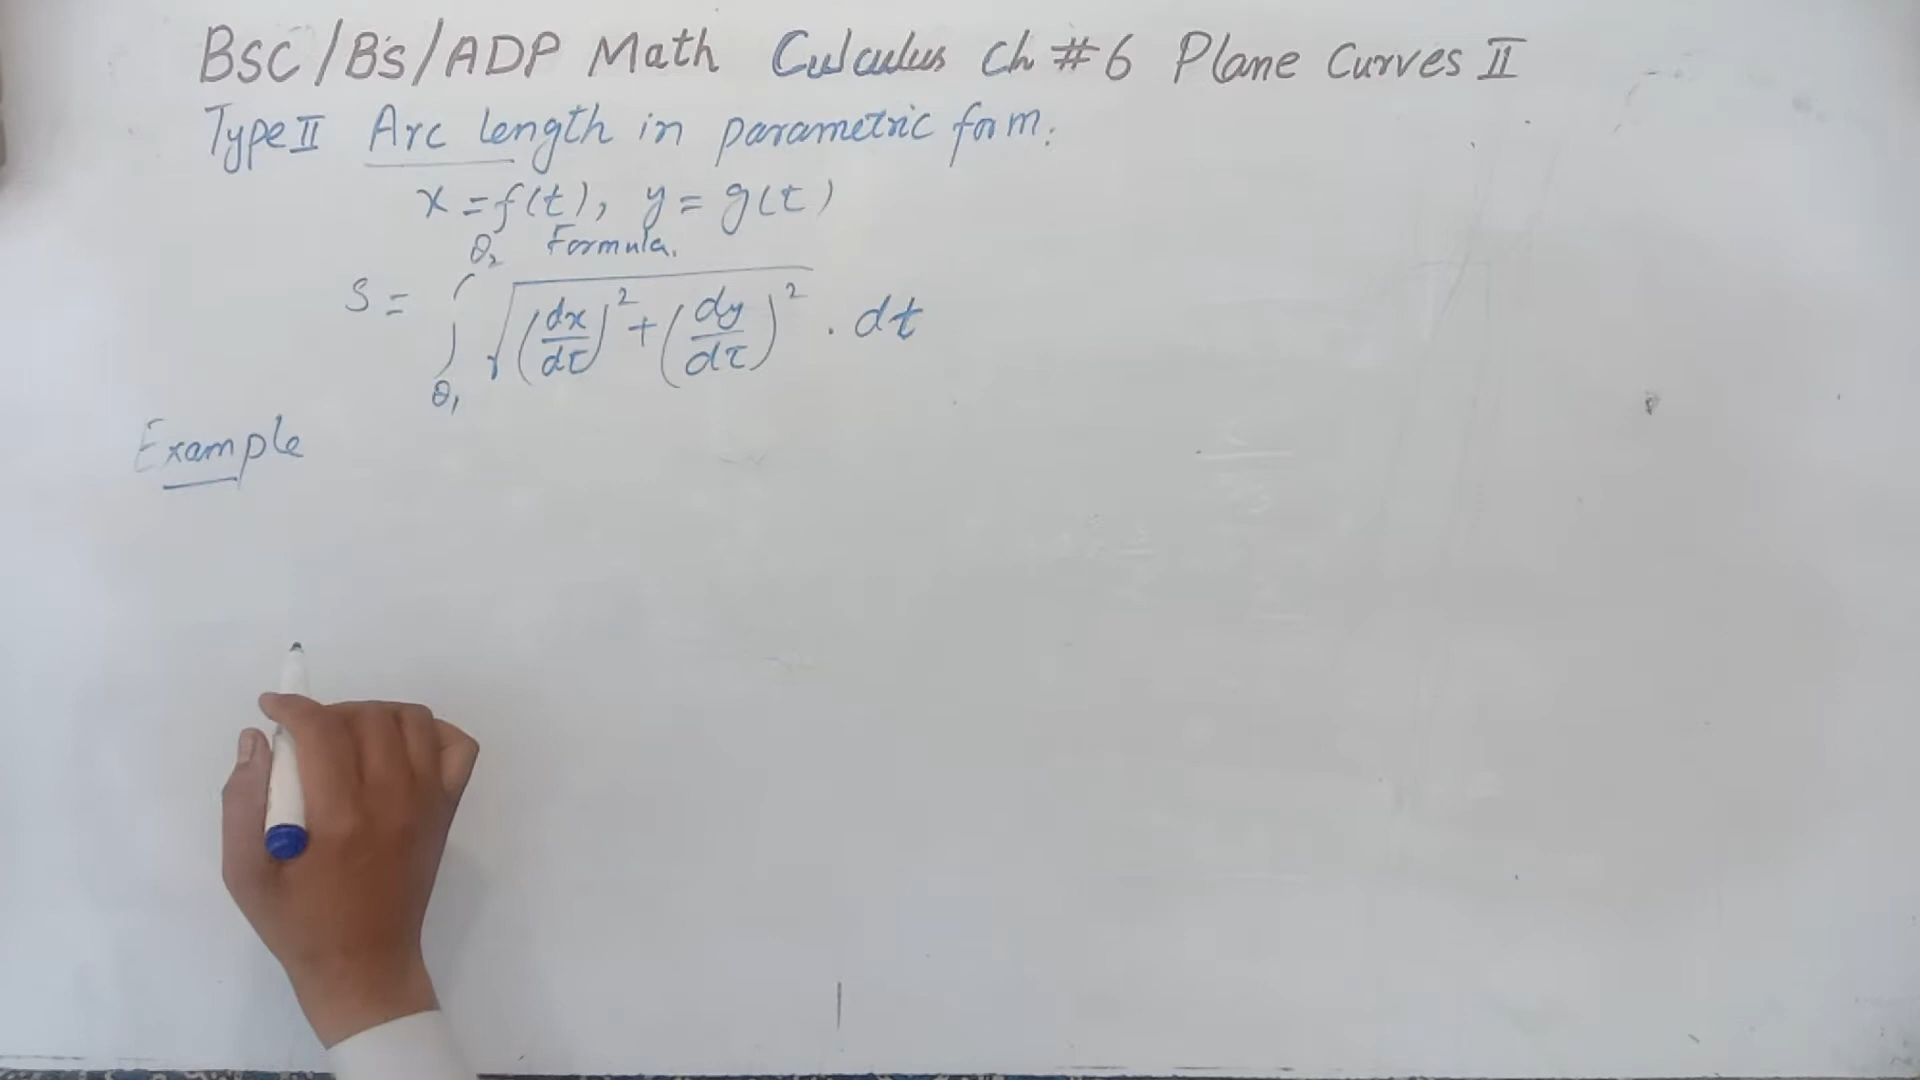 BSC/B's/ADP Math Calculus Ch #6 Plane Curves II
Type II Arc length in parametric form.
x = f(t), y = g(t)
Formula.
S = ∫_{θ₁}^{θ₂} √((dx/dt)² + (dy/dt)²) . dt
Example